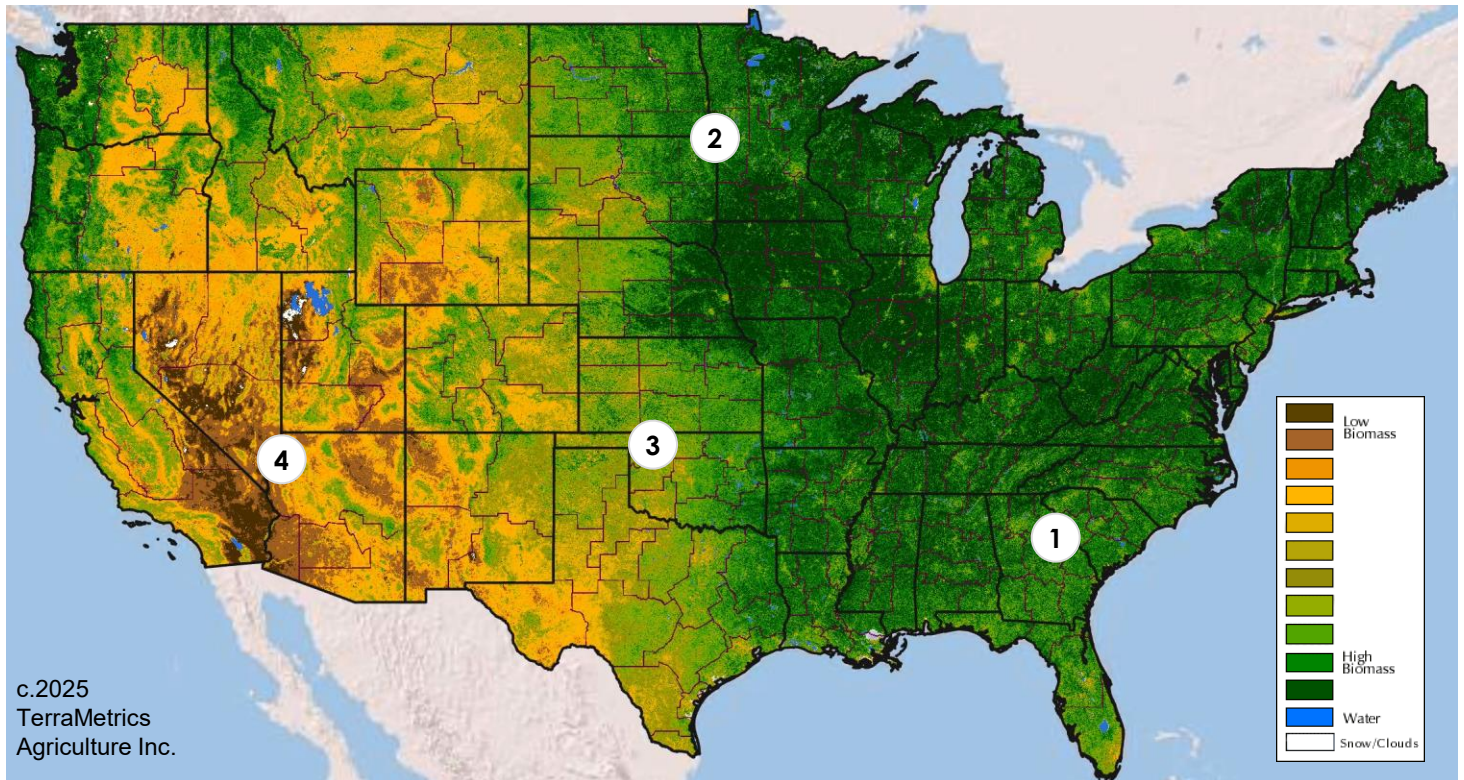 2
3
4
1
Low
Biomass
High
Biomass
Water
Snow/Clouds
c.2025
TerraMetrics
Agriculture Inc.